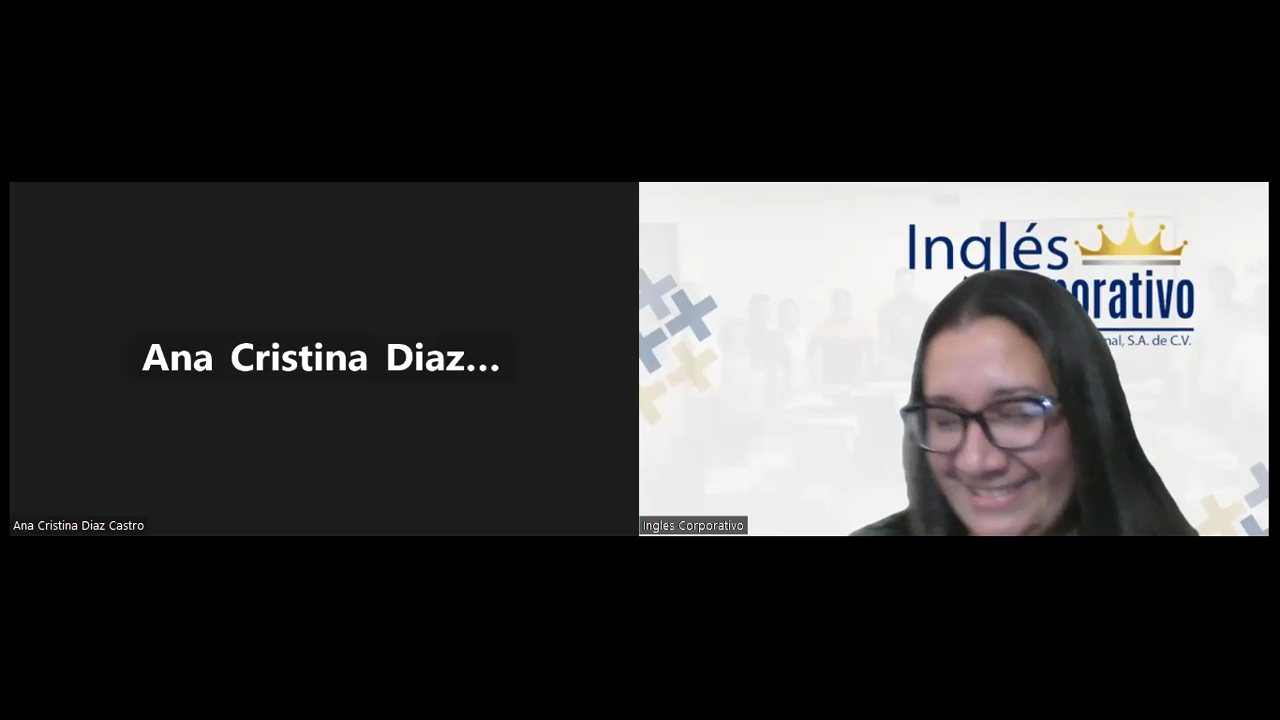 Ana Cristina Diaz...
Ana Cristina Diaz Castro
Inglés
orativo
nal, S.A. de C.V.
Ingles Corporativo